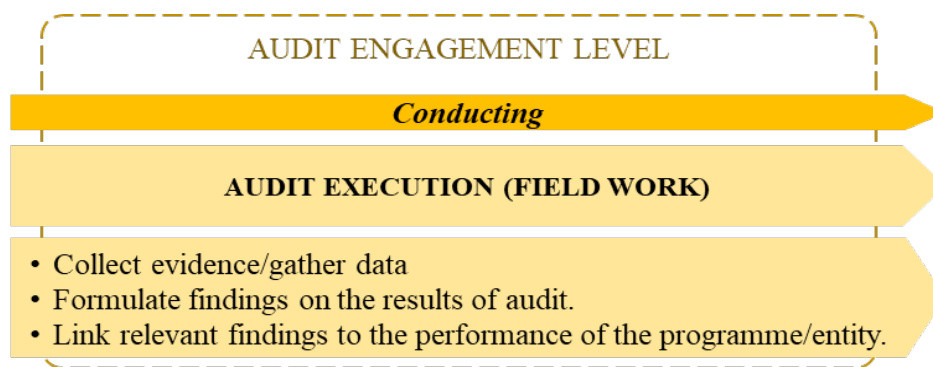 AUDIT ENGAGEMENT LEVEL
Conducting
AUDIT EXECUTION (FIELD WORK)
• Collect evidence/gather data
• Formulate findings on the results of audit.
• Link relevant findings to the performance of the programme/entity.